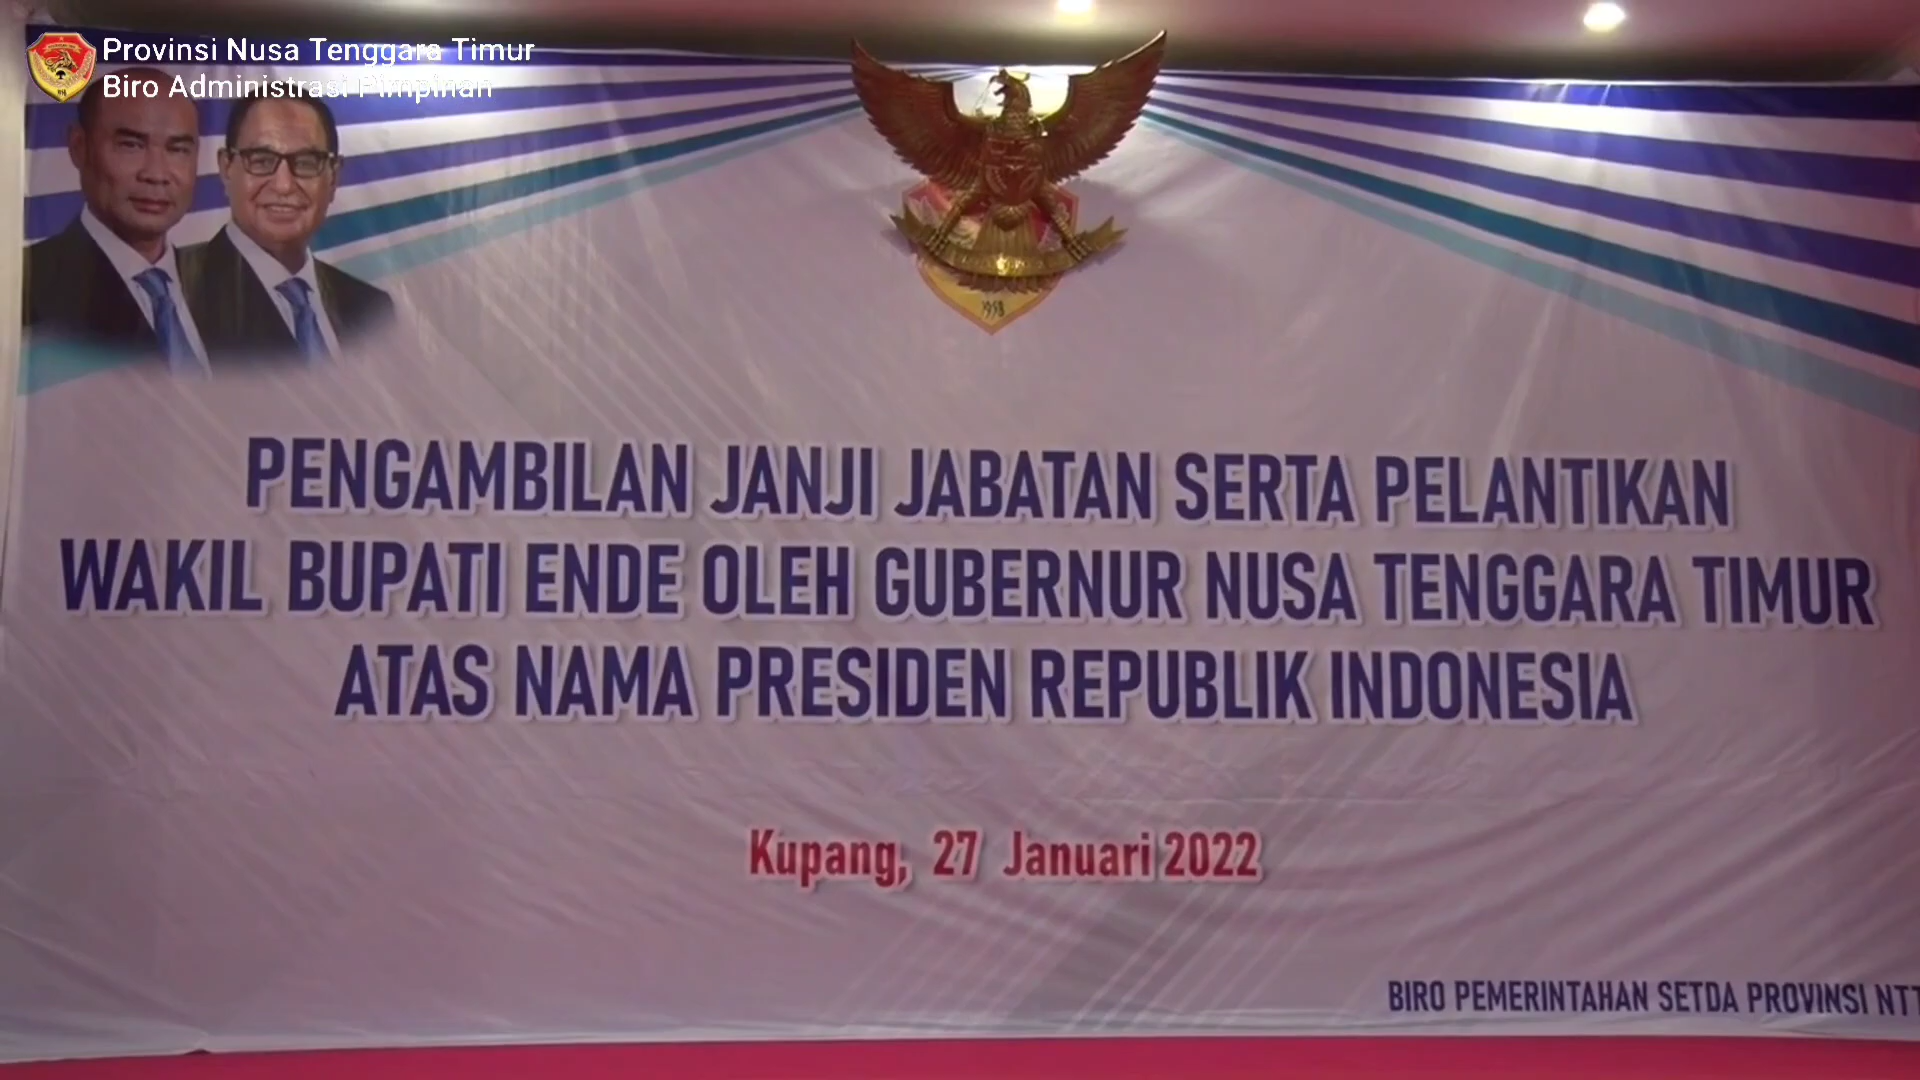 Provinsi Nusa Tenggara Timur
Biro Administrasi Pimpinan
1958
PENGAMBILAN JANJI JABATAN SERTA PELANTIKAN
WAKIL BUPATI ENDE OLEH GUBERNUR NUSA TENGGARA TIMUR
ATAS NAMA PRESIDEN REPUBLIK INDONESIA
Kupang, 27 Januari 2022
BIRO PEMERINTAHAN SETDA PROVINSI NTT